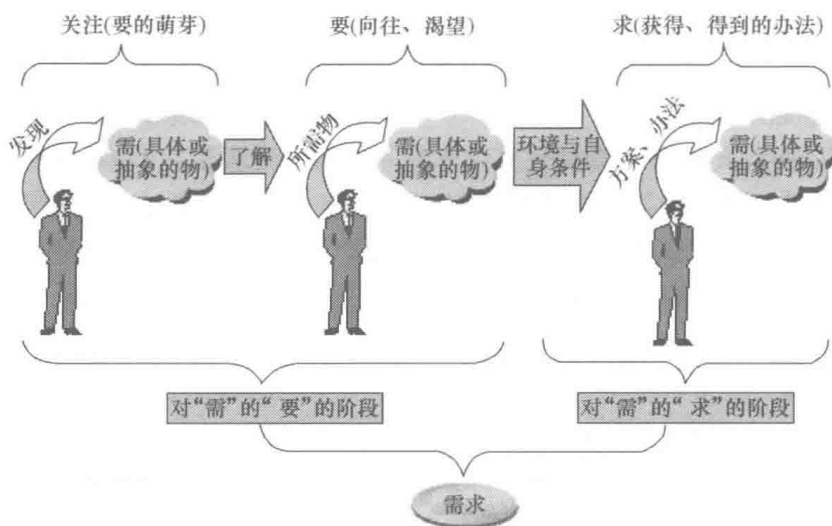 关注(要的萌芽)
要(向往、渴望)
求(获得、得到的办法)
发现
需(具体或
抽象的物)
了解
所需物
需(具体或
抽象的物)
环境与自
身条件
方案、办法
需(具体或
抽象的物)
对“需”的“要”的阶段
对“需”的“求”的阶段
需求